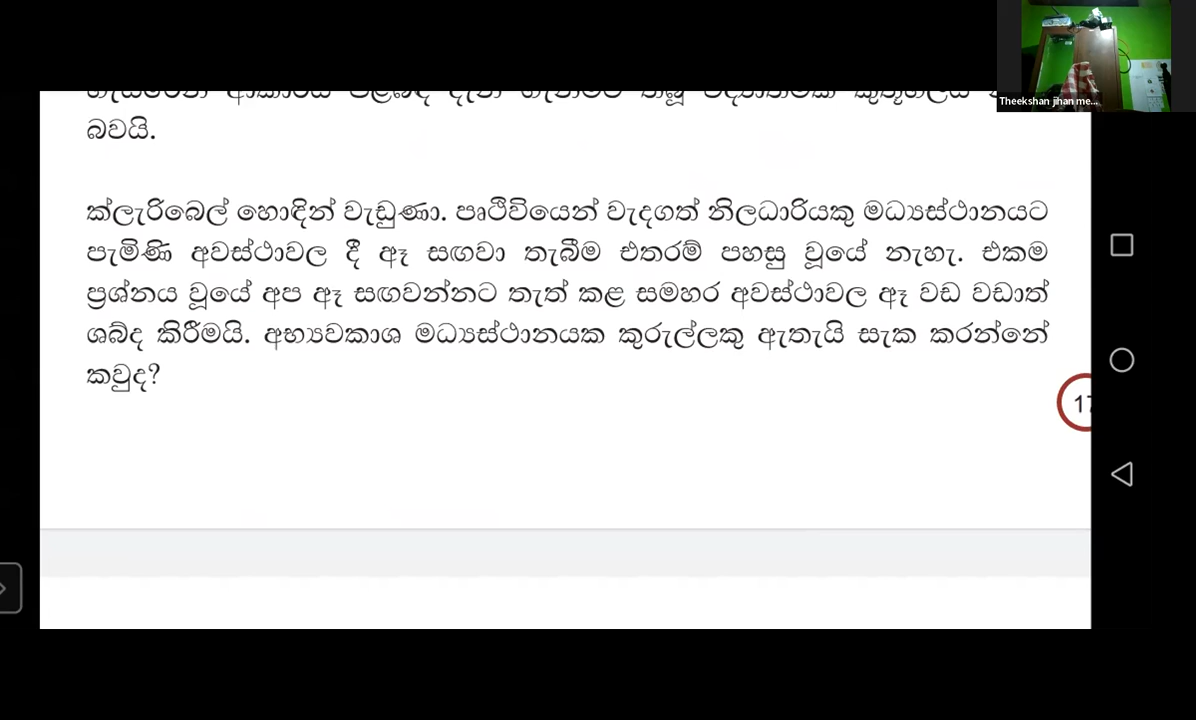 Theekshan jihan me...
බවයි.
ක්ලැරිබෙල් හොඳින් වැඩුණා. පෘථිවියෙන් වැදගත් නිලධාරියකු මධ්‍යස්ථානයට
පැමිණි අවස්ථාවල දී ඈ සඟවා තැබීම එතරම් පහසු වූයේ නැහැ. එකම
ප්‍රශ්නය වූයේ අප ඈ සඟවන්නට තැත් කළ සමහර අවස්ථාවල ඈ වඩ වඩාත්
ශබ්ද කිරීමයි. අභ්‍යවකාශ මධ්‍යස්ථානයක කුරුල්ලකු ඇතැයි සැක කරන්නේ
කවුද?
17